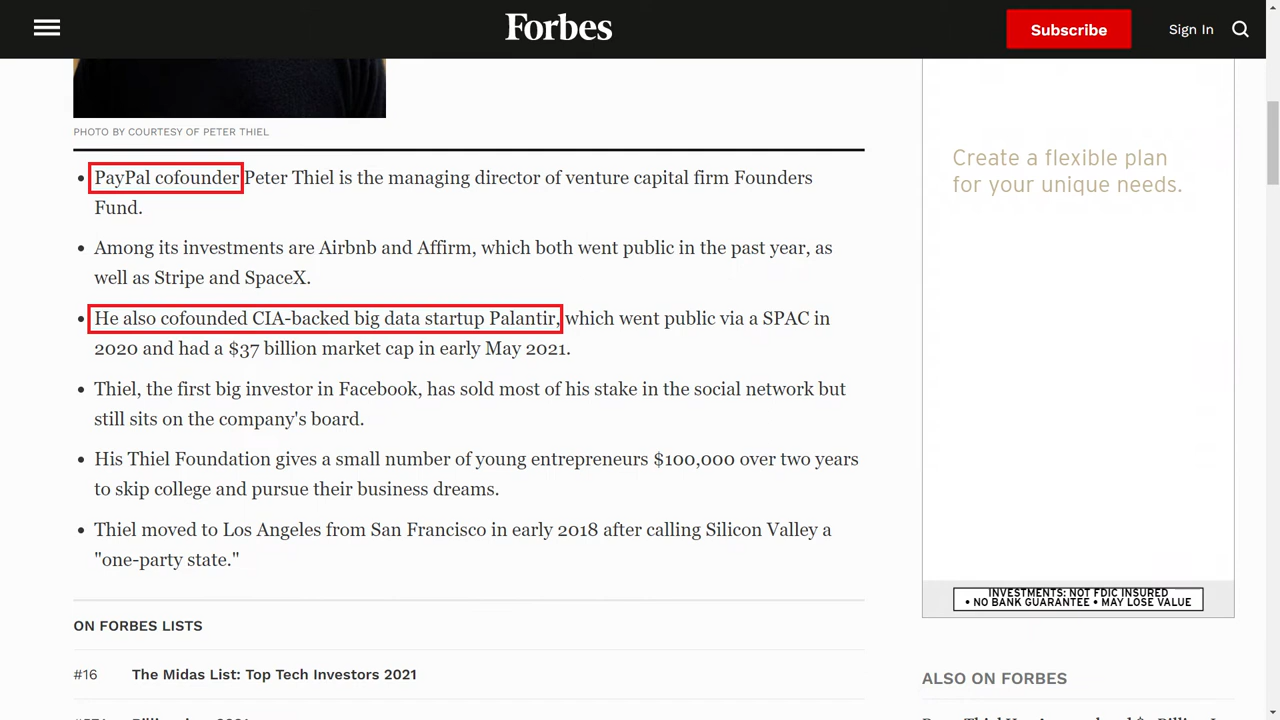 Forbes
Subscribe
Sign In
PHOTO BY COURTESY OF PETER THIEL
• PayPal cofounder Peter Thiel is the managing director of venture capital firm Founders
Fund.
• Among its investments are Airbnb and Affirm, which both went public in the past year, as
well as Stripe and SpaceX.
• He also cofounded CIA-backed big data startup Palantir, which went public via a SPAC in
2020 and had a $37 billion market cap in early May 2021.
• Thiel, the first big investor in Facebook, has sold most of his stake in the social network but
still sits on the company's board.
• His Thiel Foundation gives a small number of young entrepreneurs $100,000 over two years
to skip college and pursue their business dreams.
• Thiel moved to Los Angeles from San Francisco in early 2018 after calling Silicon Valley a
"one-party state."
ON FORBES LISTS
#16 The Midas List: Top Tech Investors 2021
Create a flexible plan
for your unique needs.
INVESTMENTS: NOT FDIC INSURED
• NO BANK GUARANTEE • MAY LOSE VALUE
ALSO ON FORBES